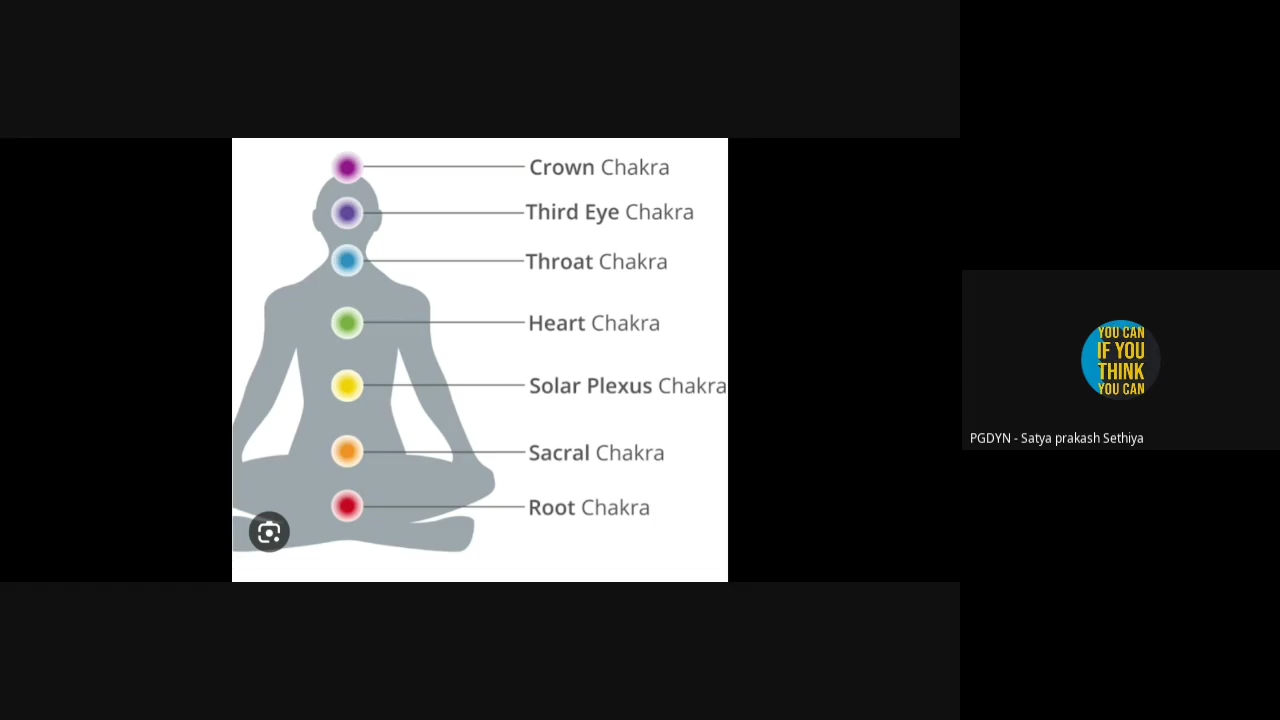 Crown Chakra
Third Eye Chakra
Throat Chakra
Heart Chakra
Solar Plexus Chakra
Sacral Chakra
Root Chakra
YOU CAN
IF YOU
THINK
YOU CAN
PGDYN - Satya prakash Sethiya